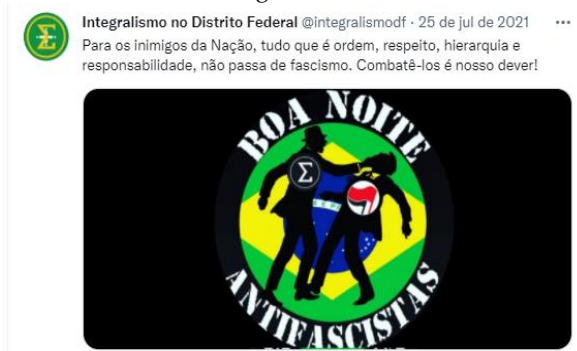 Integralismo no Distrito Federal @integralismodf · 25 de jul de 2021 ...
Para os inimigos da Nação, tudo que é ordem, respeito, hierarquia e
responsabilidade, não passa de fascismo. Combatê-los é nosso dever!
BOA NOITE
Σ
ANTIFASCISTAS